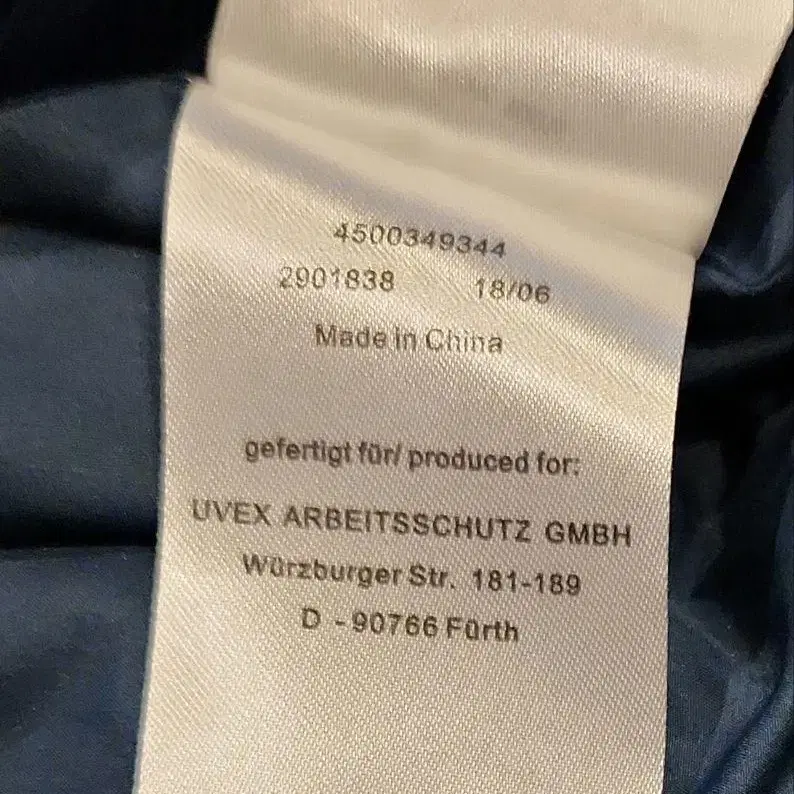 4500349344
2901838 18/06
Made in China
gefertigt für/ produced for:
UVEX ARBEITSSCHUTZ GMBH
Würzburger Str. 181-189
D - 90766 Fürth